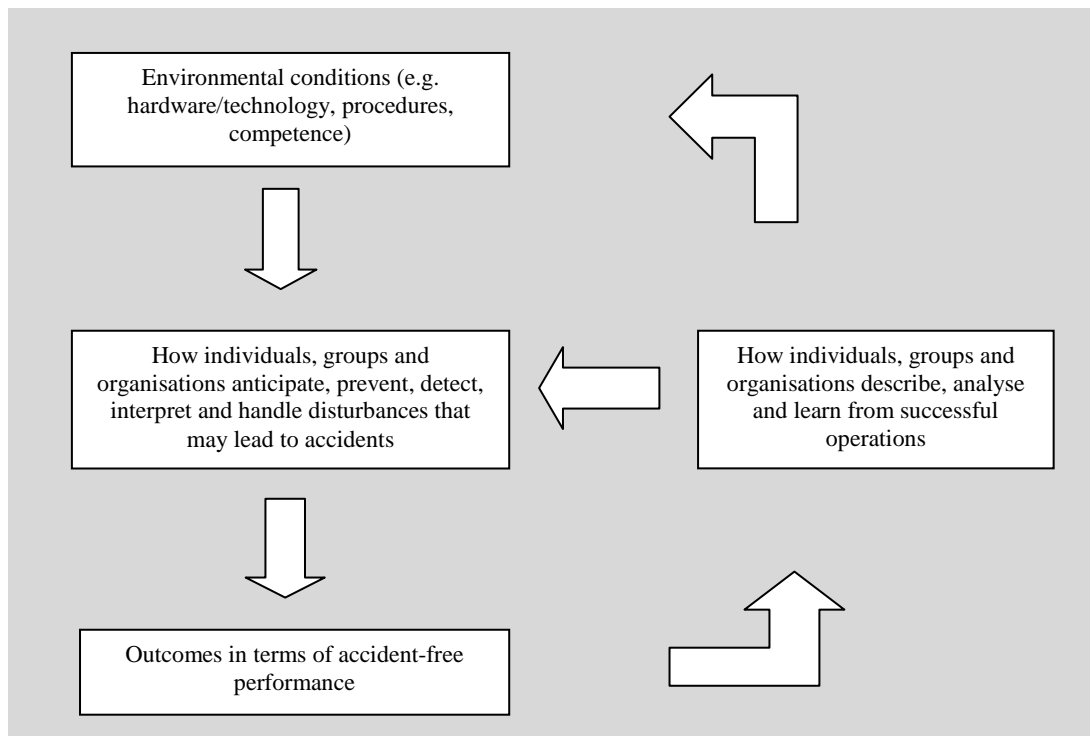 Environmental conditions (e.g.
hardware/technology, procedures,
competence)
How individuals, groups and
organisations anticipate, prevent, detect,
interpret and handle disturbances that
may lead to accidents
How individuals, groups and
organisations describe, analyse
and learn from successful
operations
Outcomes in terms of accident-free
performance